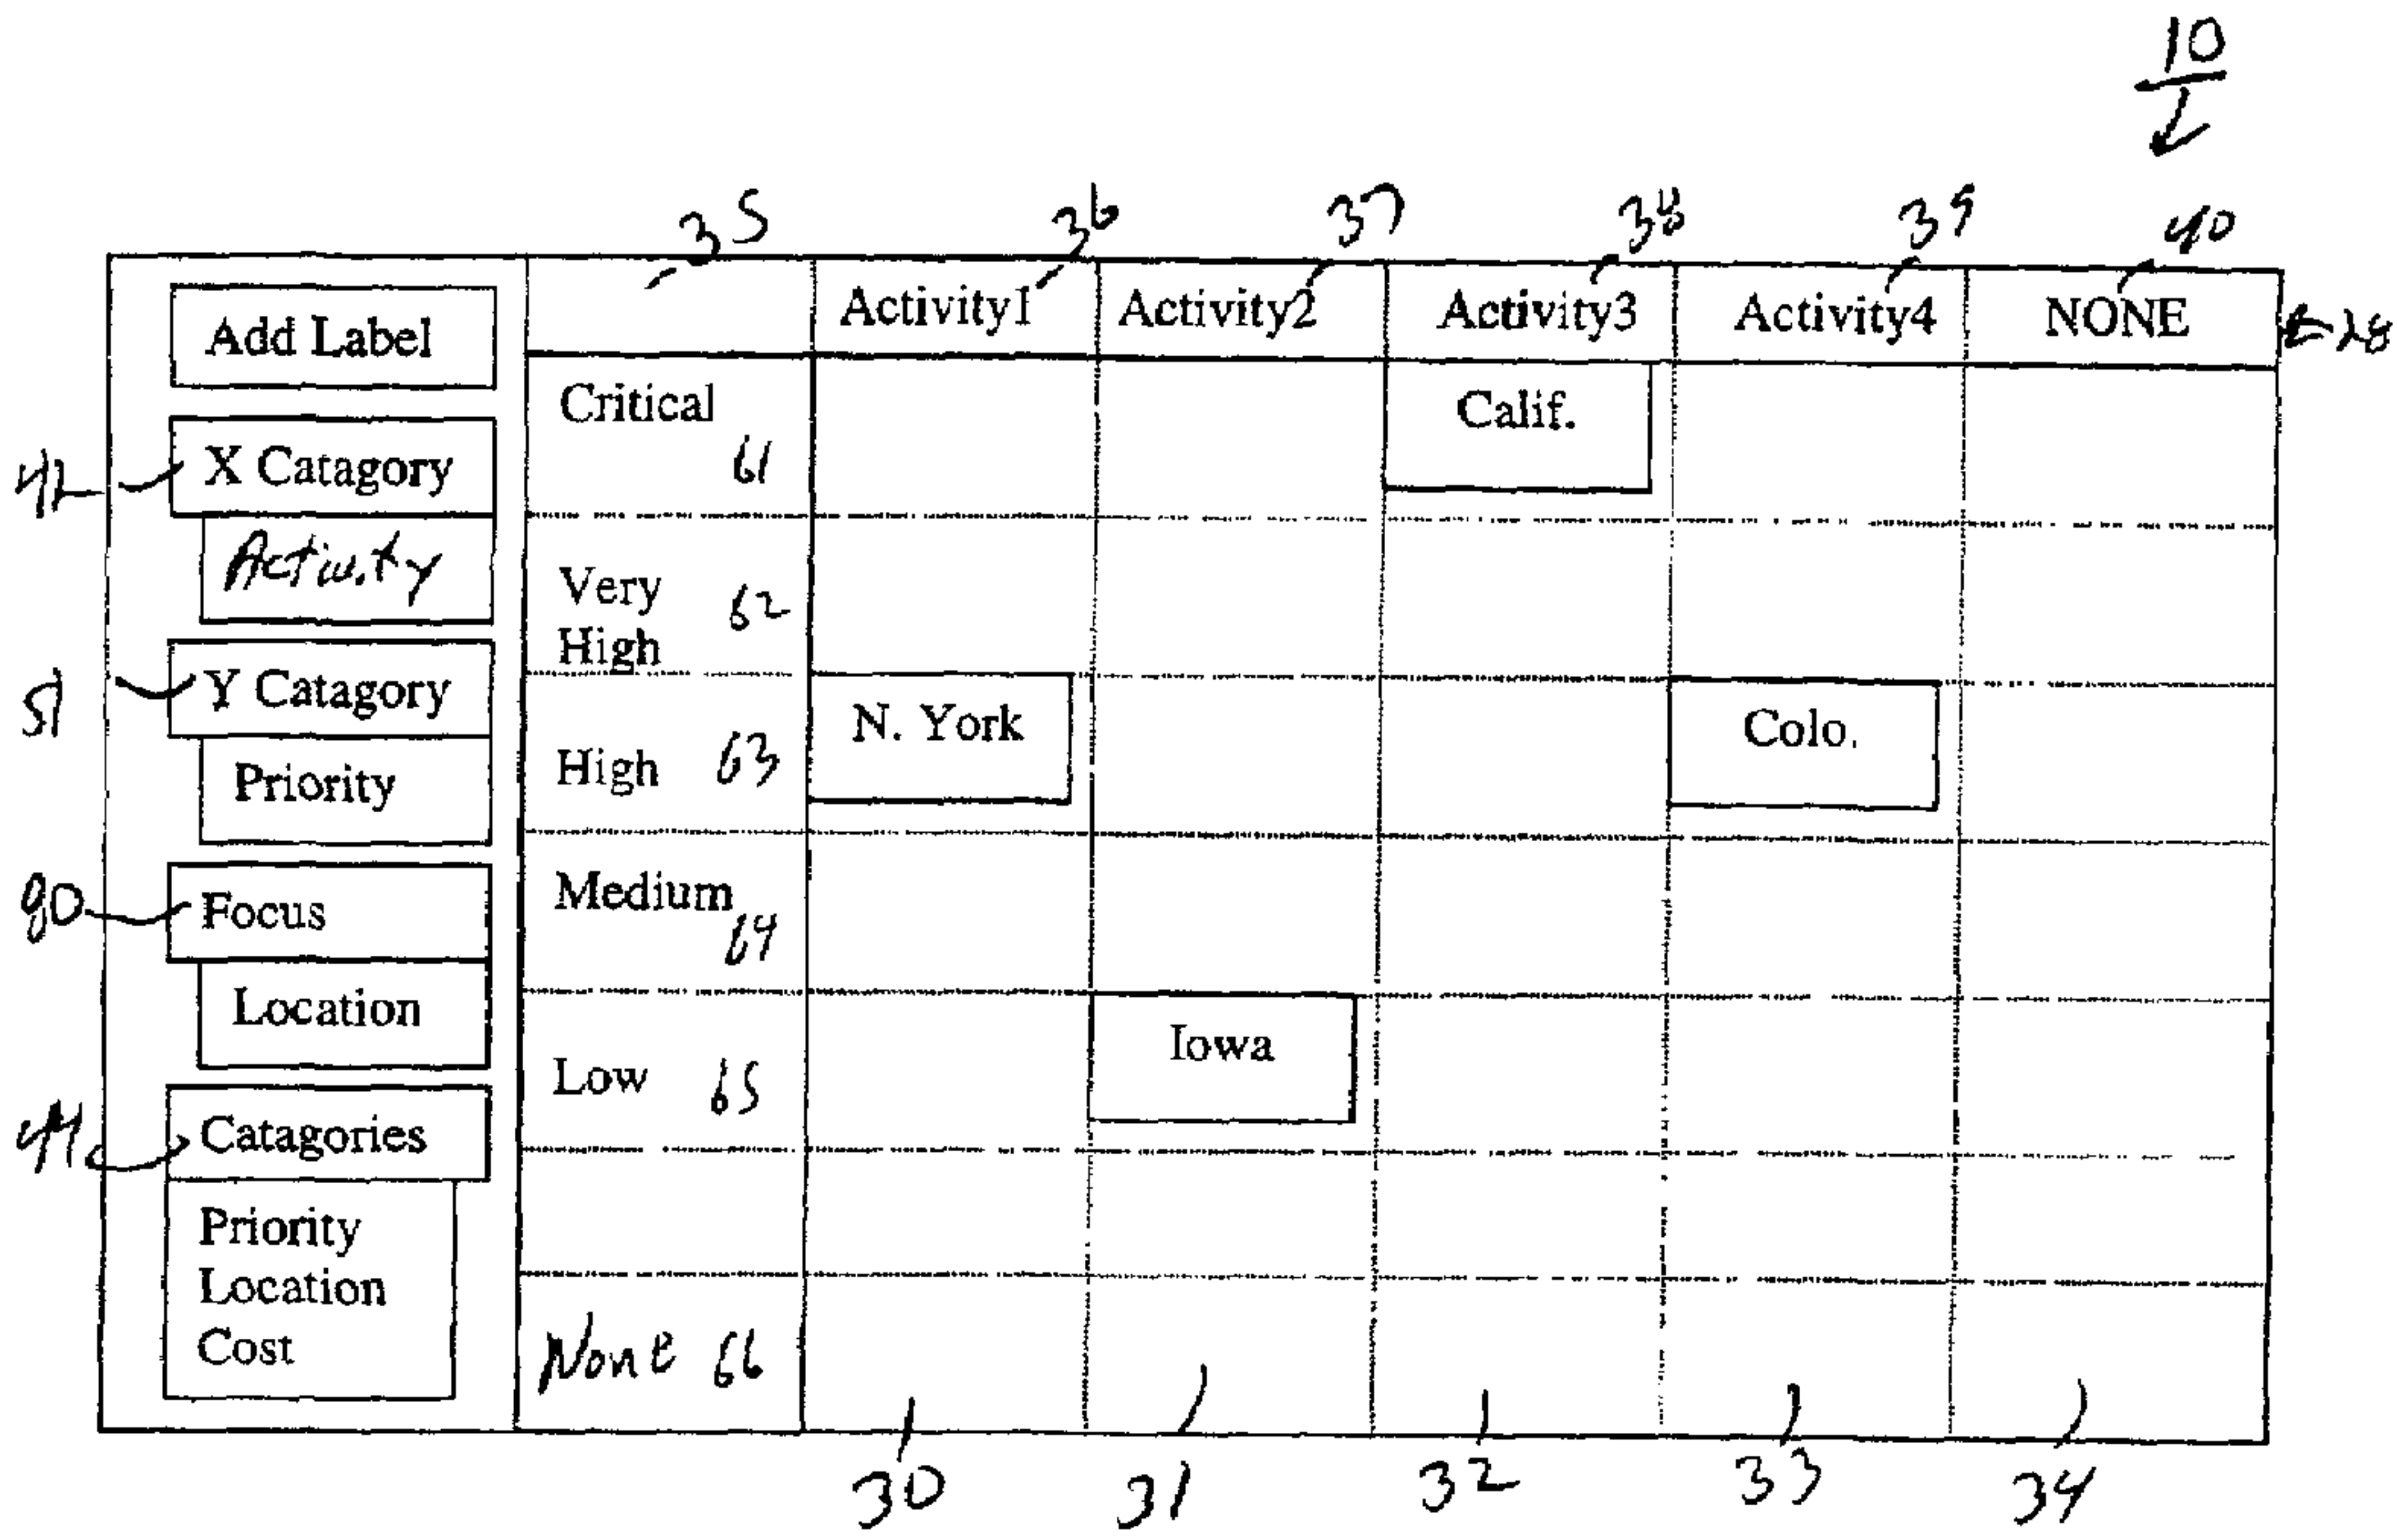 10
35 36 37 38 39 40
Add Label
Activity1 Activity2 Activity3 Activity4 NONE
28
Critical
61
Calif.
42
X Catagory
Activity
Very
High
62
51
Y Catagory
Priority
High 63
N. York
Colo.
80
Focus
Location
Medium
64
Low 65
Iowa
44
Catagories
Priority
Location
Cost
None 66
30 31 32 33 34